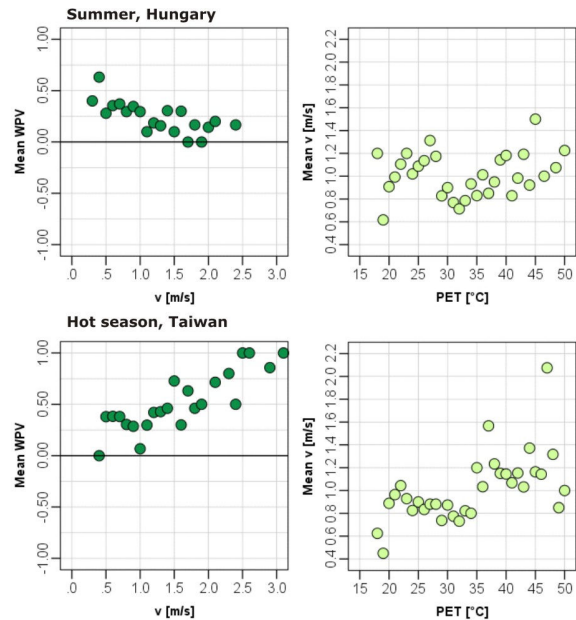 Summer, Hungary
Mean WPV
1.00
0.50
0.00
-0.50
-1.00
.0 .5 1.0 1.5 2.0 2.5 3.0
v [m/s]
Mean v [m/s]
0.4 0.6 0.8 1.0 1.2 1.4 1.6 1.8 2.0 2.2
15 20 25 30 35 40 45 50
PET [°C]
Hot season, Taiwan
Mean WPV
1.00
0.50
0.00
-0.50
-1.00
.0 .5 1.0 1.5 2.0 2.5 3.0
v [m/s]
Mean v [m/s]
0.4 0.6 0.8 1.0 1.2 1.4 1.6 1.8 2.0 2.2
15 20 25 30 35 40 45 50
PET [°C]